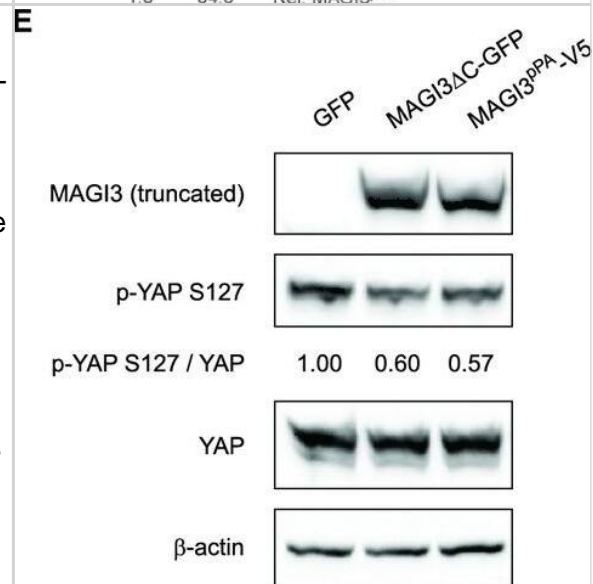 E
GFP
MAGI3ΔC-GFP
MAGI3pPA-V5
MAGI3 (truncated)
p-YAP S127
p-YAP S127 / YAP 1.00 0.60 0.57
YAP
β-actin